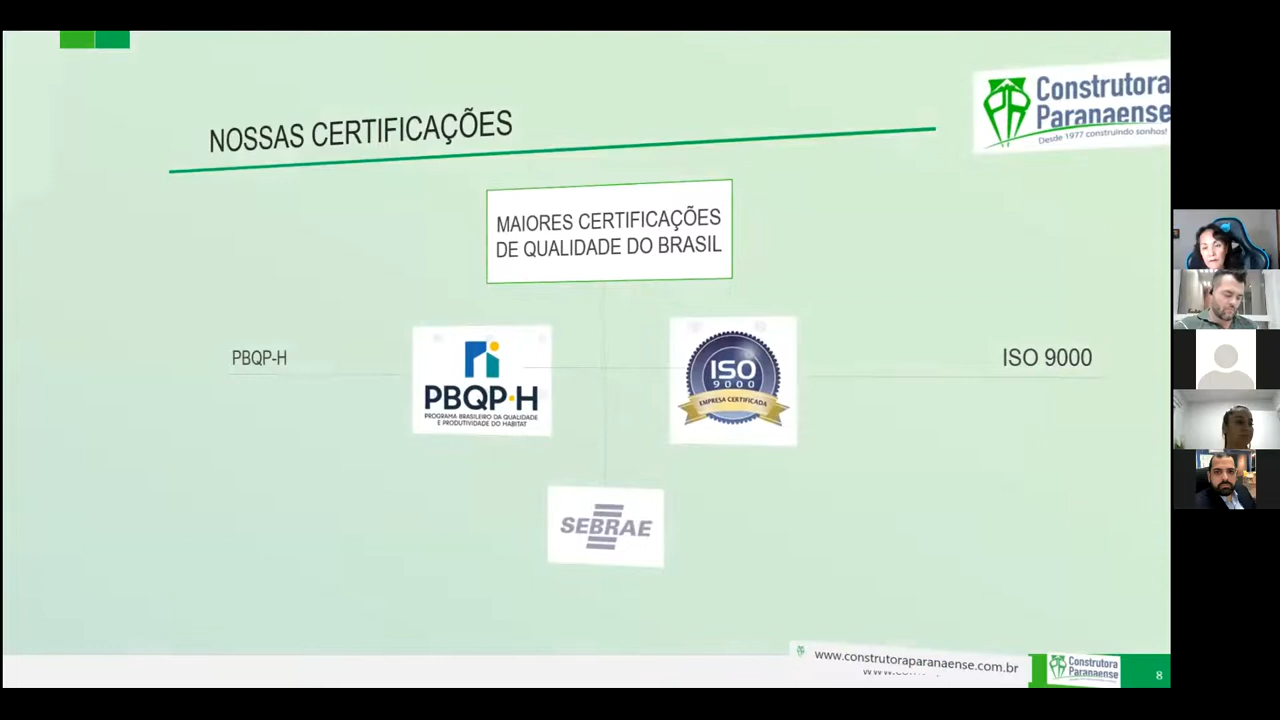 NOSSAS CERTIFICAÇÕES
Construtora
Paranaense
Desde 1977 construindo sonhos!
MAIORES CERTIFICAÇÕES
DE QUALIDADE DO BRASIL
PBQP-H
PBQP-H
PROGRAMA BRASILEIRO DA QUALIDADE
E PRODUTIVIDADE DO HABITAT
ISO
9000
EMPRESA CERTIFICADA
ISO 9000
SEBRAE
www.construtoraparanaense.com.br
Construtora
Paranaense
8